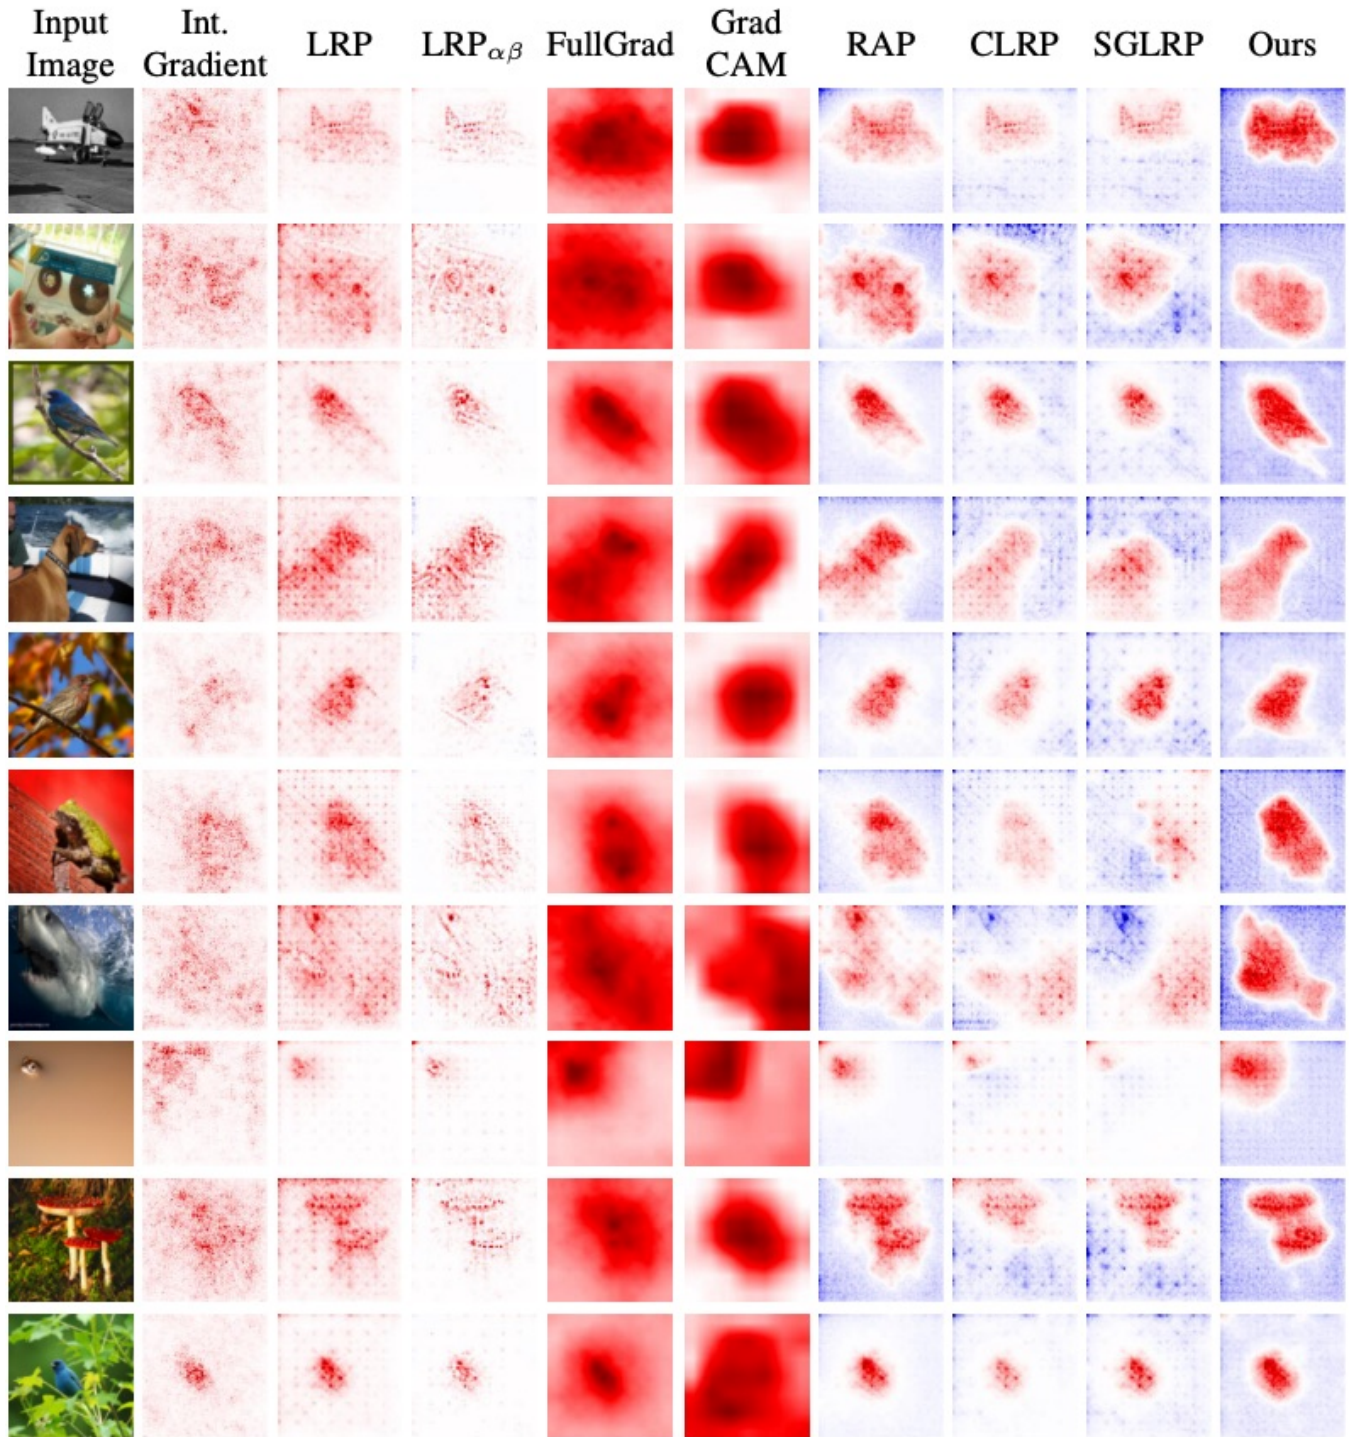 Input Image
Int. Gradient
LRP
LRPαβ
FullGrad
Grad CAM
RAP
CLRP
SGLRP
Ours